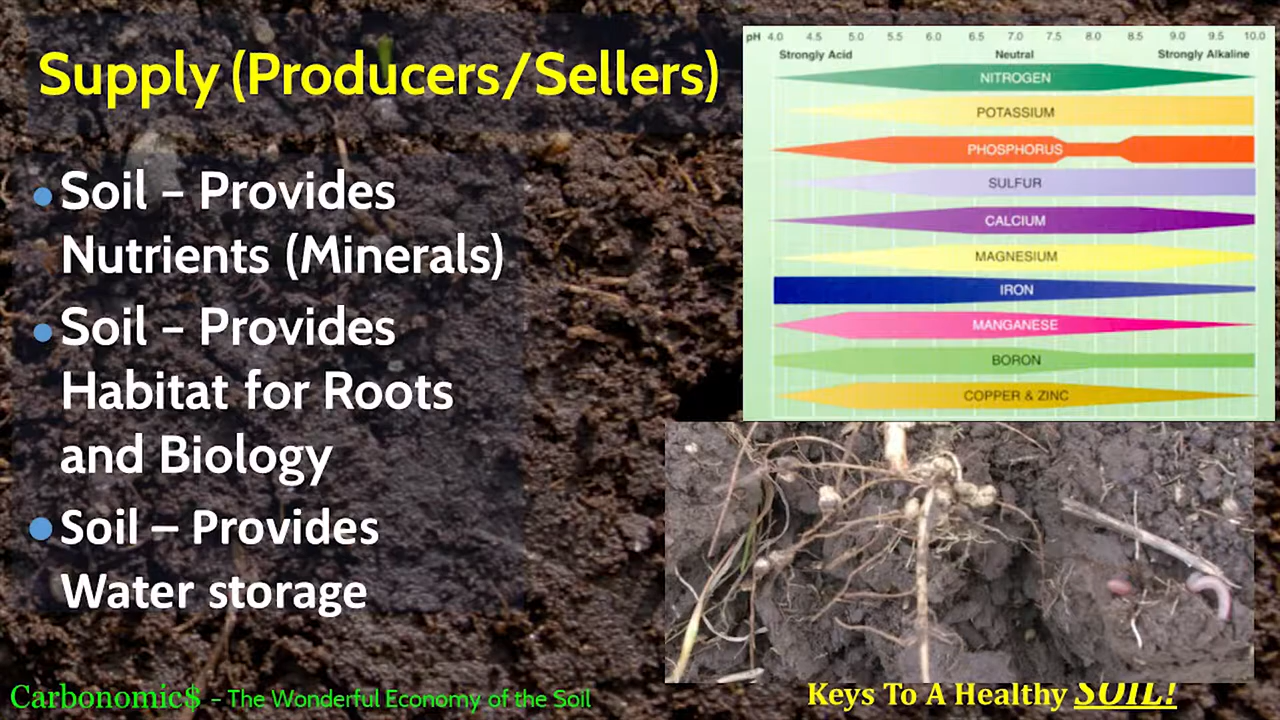 Supply (Producers/Sellers)
• Soil – Provides
Nutrients (Minerals)
• Soil – Provides
Habitat for Roots
and Biology
• Soil – Provides
Water storage
pH 4.0 4.5 5.0 5.5 6.0 6.5 7.0 7.5 8.0 8.5 9.0 9.5 10.0
Strongly Acid Neutral Strongly Alkaline
NITROGEN
POTASSIUM
PHOSPHORUS
SULFUR
CALCIUM
MAGNESIUM
IRON
MANGANESE
BORON
COPPER & ZINC
Carbonomic$ – The Wonderful Economy of the Soil
Keys To A Healthy SOIL!